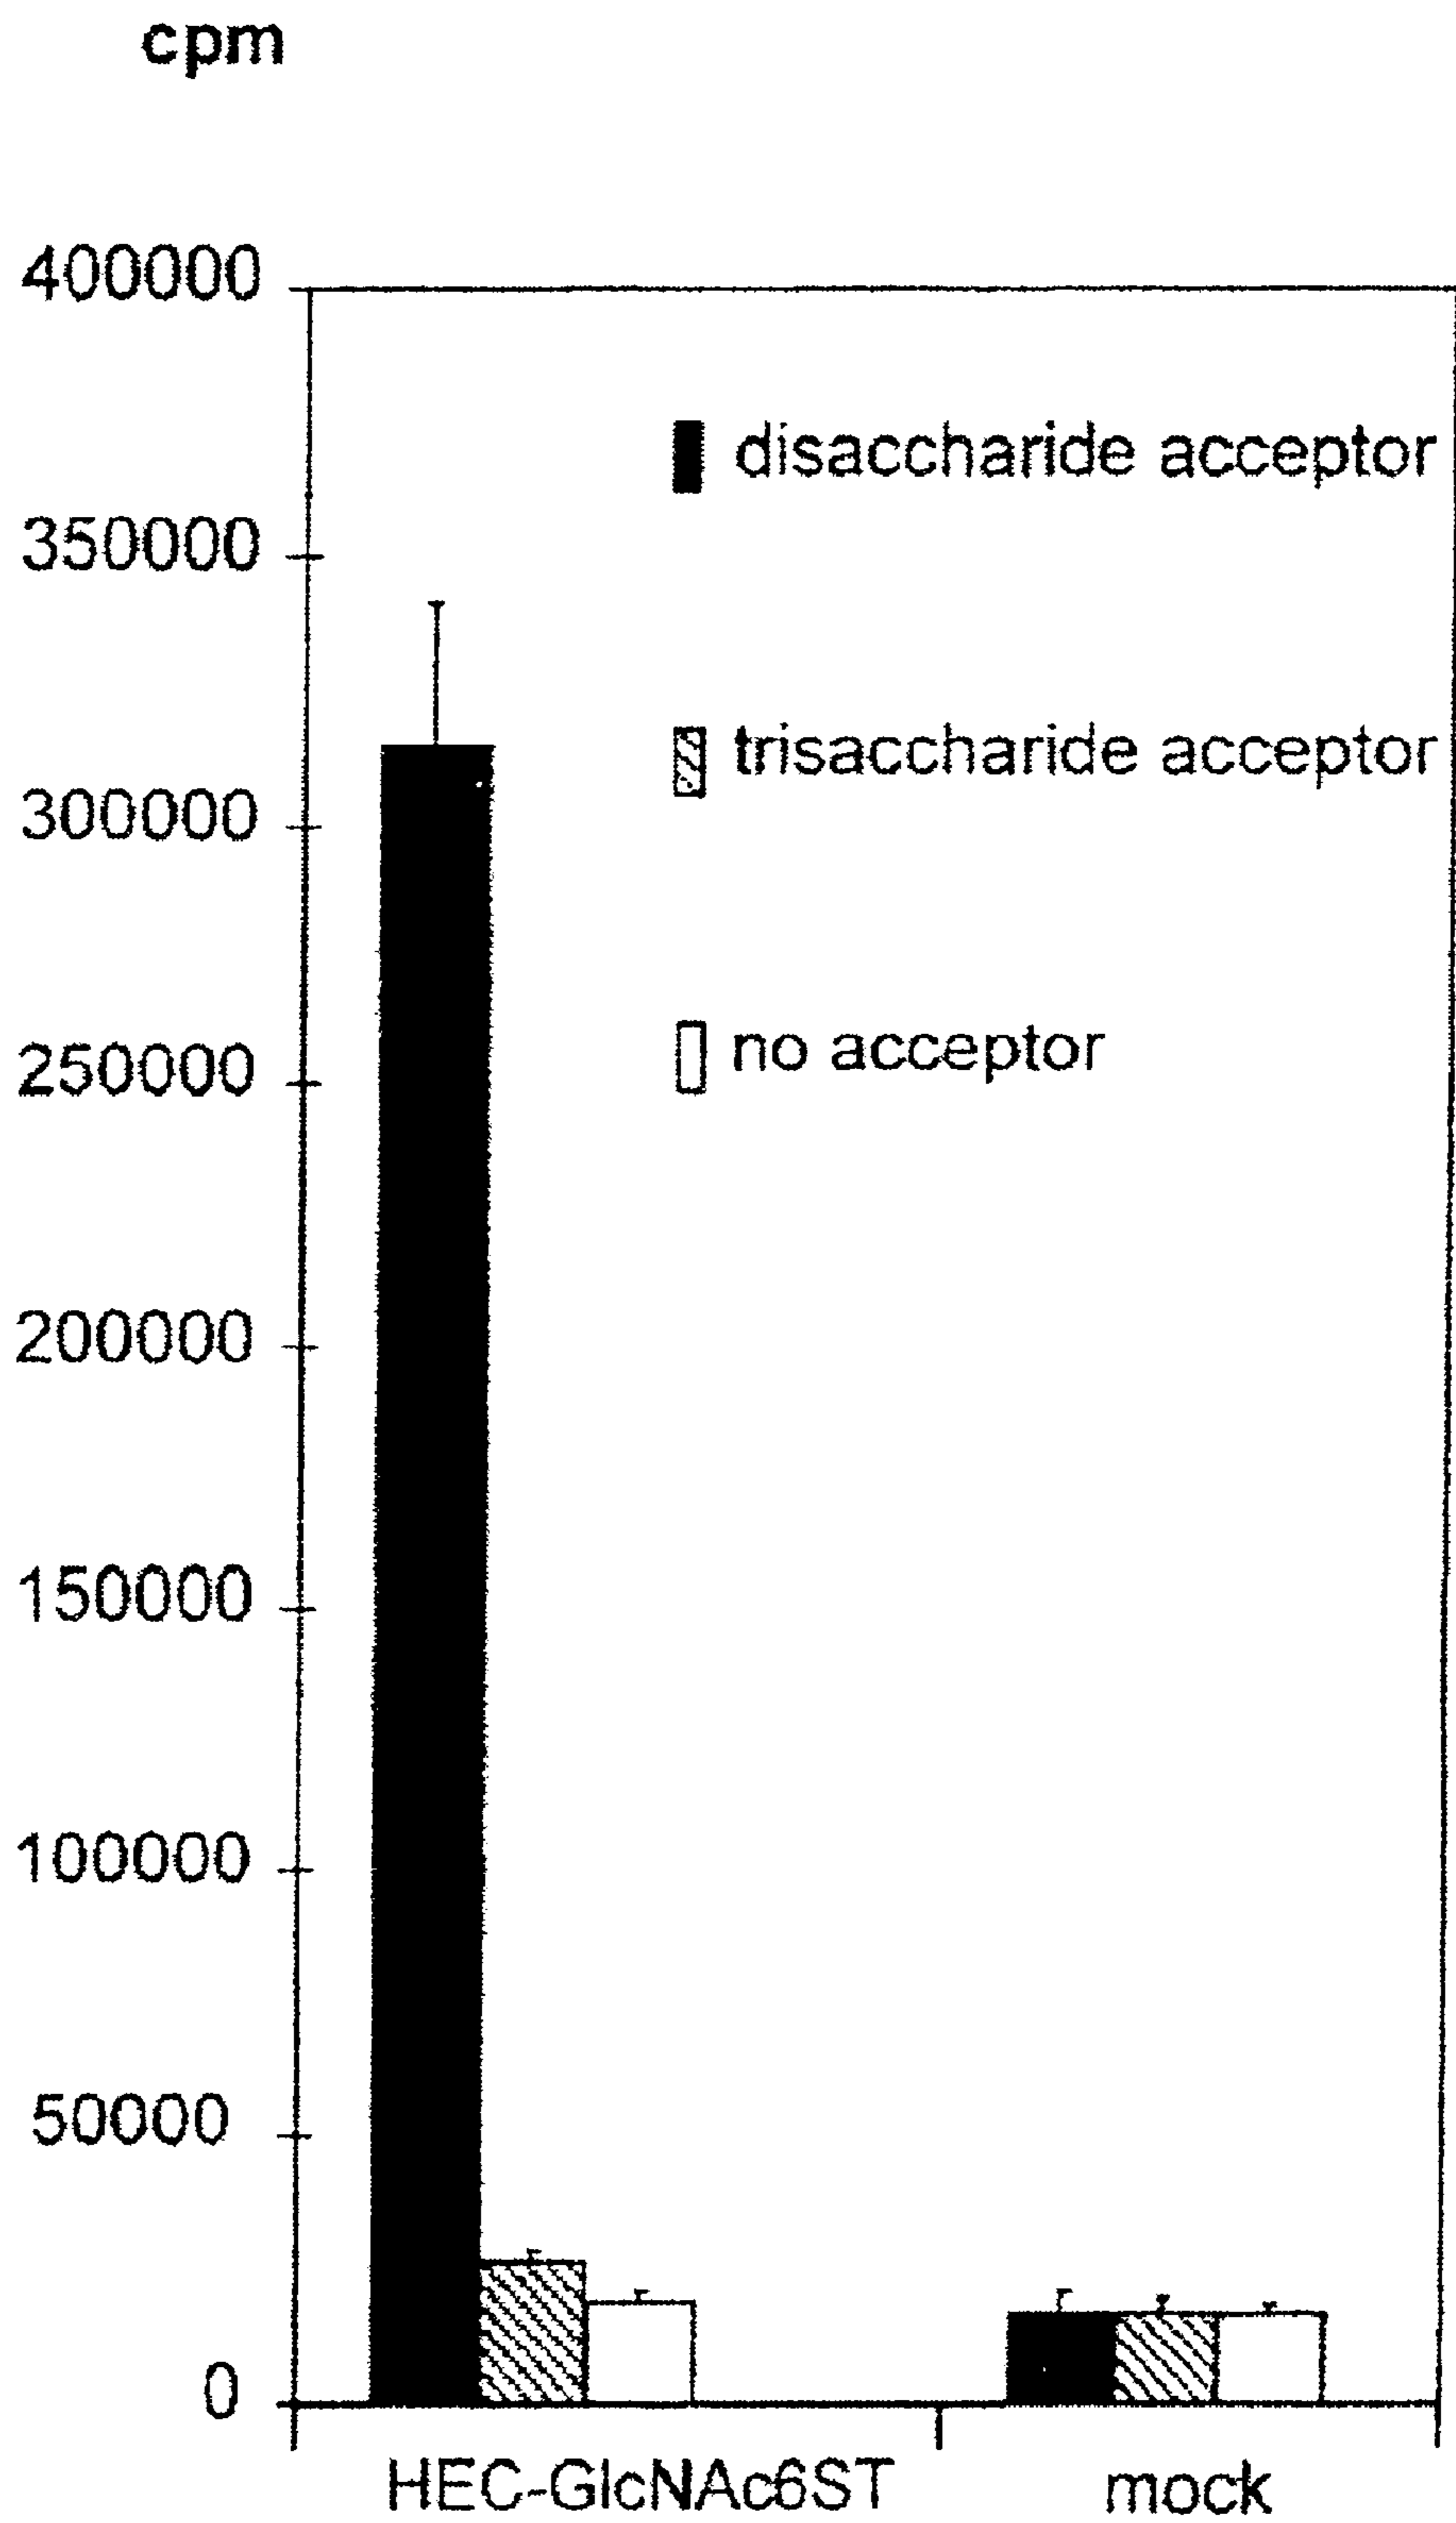 cpm
400000
disaccharide acceptor
350000
trisaccharide acceptor
300000
no acceptor
250000
200000
150000
100000
50000
0
HEC-GlcNAc6ST
mock